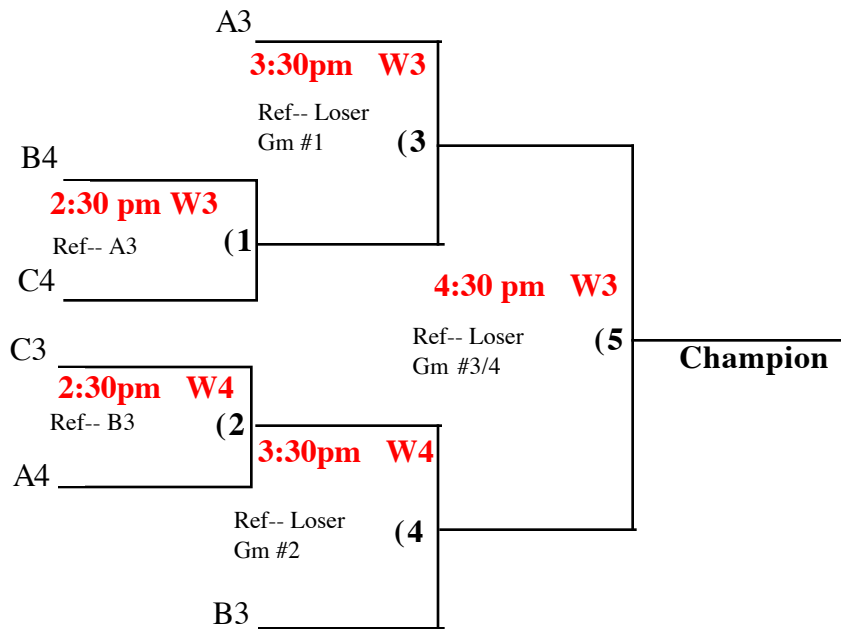 A3
3:30pm W3
Ref-- Loser
Gm #1
(3
B4
2:30 pm W3
Ref-- A3
(1
C4
4:30 pm W3
Ref-- Loser
Gm #3/4
(5
Champion
C3
2:30pm W4
Ref-- B3
(2
A4
3:30pm W4
Ref-- Loser
Gm #2
(4
B3